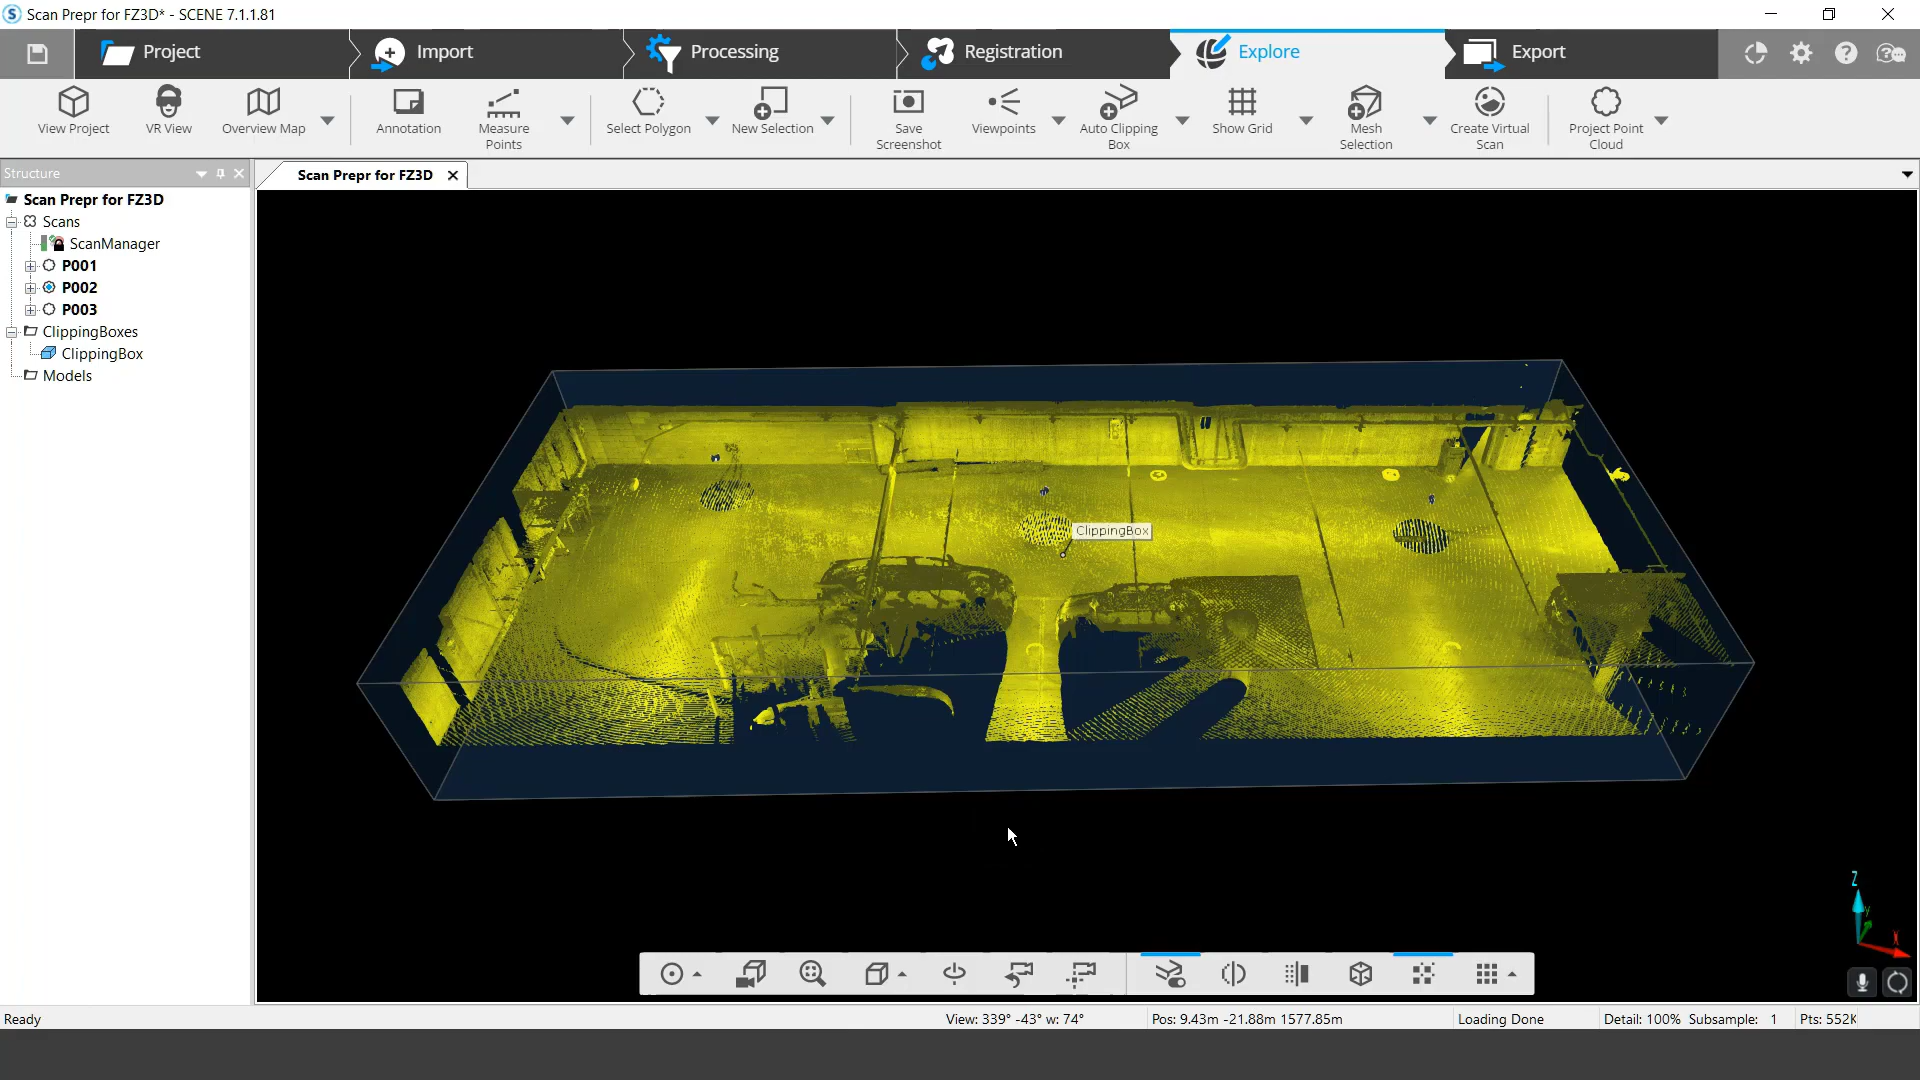 Scan Prepr for FZ3D* - SCENE 7.1.1.81
Project
Import
Processing
Registration
Explore
Export
View Project
VR View
Overview Map
Annotation
Measure
Points
Select Polygon
New Selection
Save
Screenshot
Viewpoints
Auto Clipping
Box
Show Grid
Mesh
Selection
Create Virtual
Scan
Project Point
Cloud
Structure
Scan Prepr for FZ3D
Scan Prepr for FZ3D
Scans
ScanManager
P001
P002
P003
ClippingBoxes
ClippingBox
Models
ClippingBox
Z
Y
X
Ready
View: 339° -43° w: 74°
Pos: 9.43m -21.88m 1577.85m
Loading Done
Detail: 100% Subsample: 1
Pts: 552K